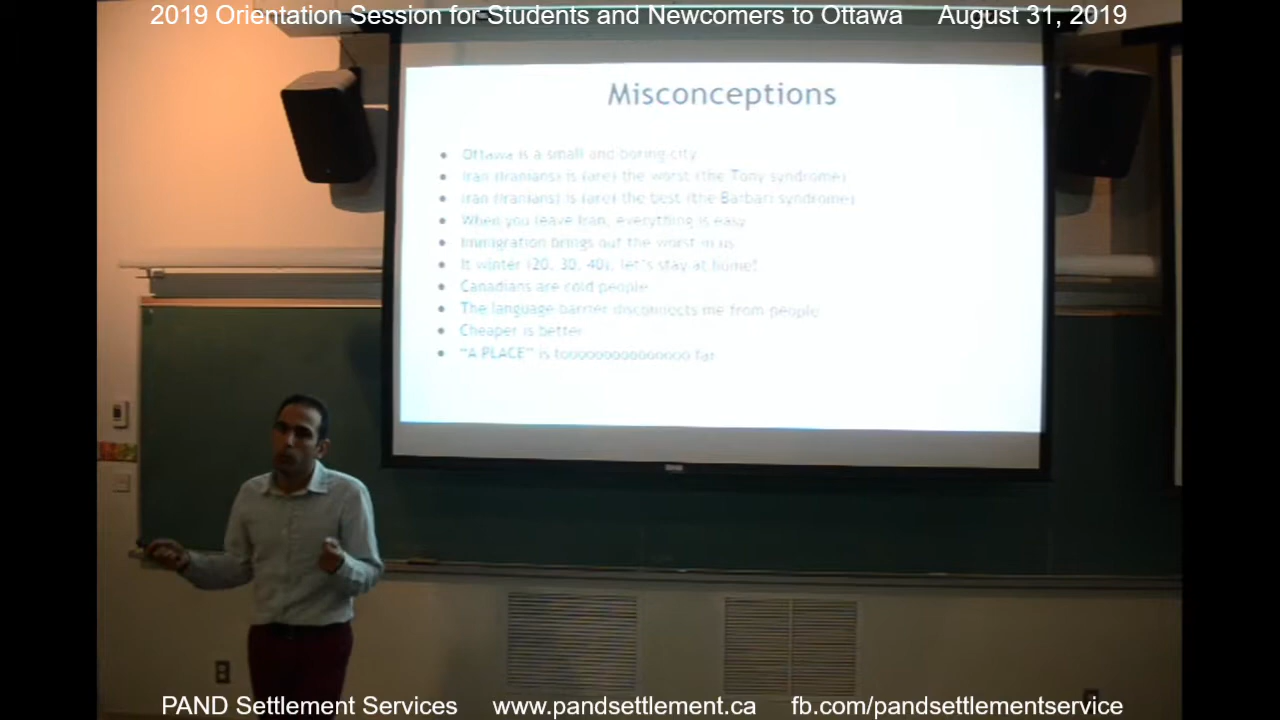 2019 Orientation Session for Students and Newcomers to Ottawa August 31, 2019
Misconceptions
• Ottawa is a small and boring city
• Iran (Iranians) is (are) the worst (the Tony syndrome)
• Iran (Iranians) is (are) the best (the Barbari syndrome)
• When you leave Iran, everything is easy
• Immigration brings out the worst in us
• It winter (20, 30, 40), let's stay at home!
• Canadians are cold people
• The language barrier disconnects me from people
• Cheaper is better
• "A PLACE" is toooooooooooooo far
PAND Settlement Services www.pandsettlement.ca fb.com/pandsettlementservice